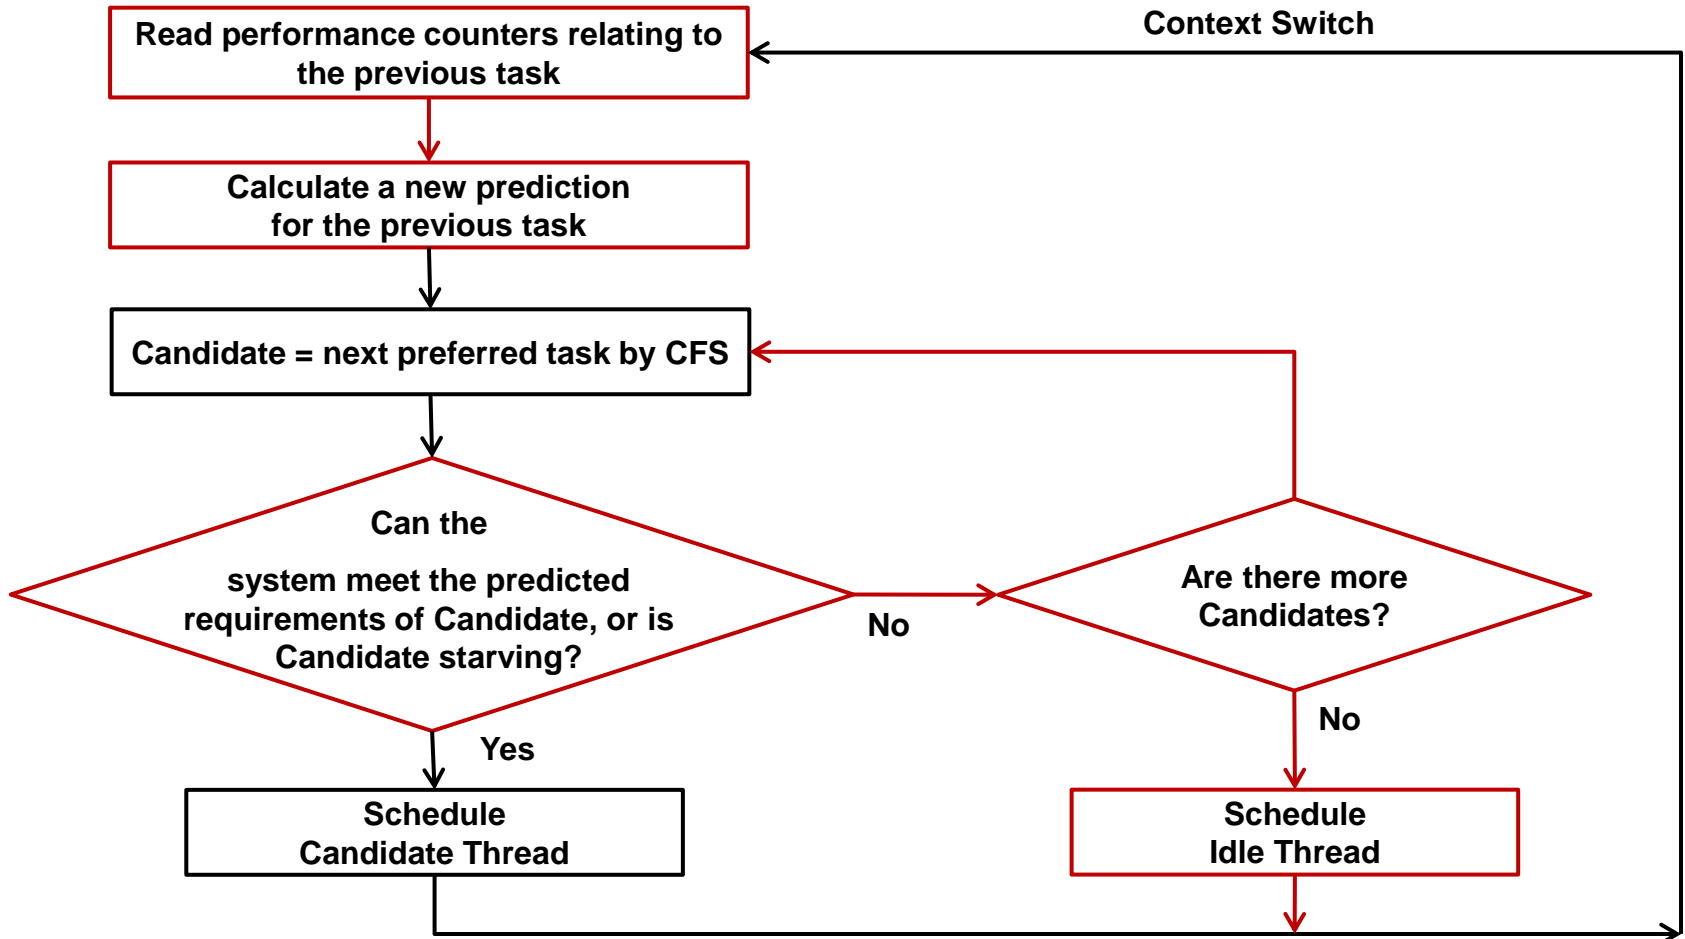 Context Switch
Read performance counters relating to
the previous task
Calculate a new prediction
for the previous task
Candidate = next preferred task by CFS
Can the
system meet the predicted
requirements of Candidate, or is
Candidate starving?
No
Are there more
Candidates?
No
Yes
Schedule
Candidate Thread
Schedule
Idle Thread